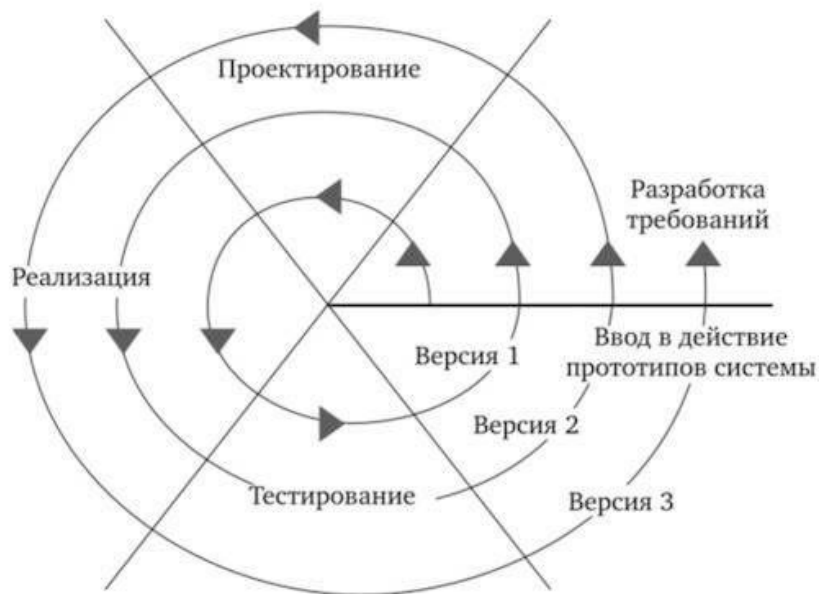 Проектирование
Разработка
требований
Реализация
Ввод в действие
прототипов системы
Версия 1
Версия 2
Тестирование
Версия 3